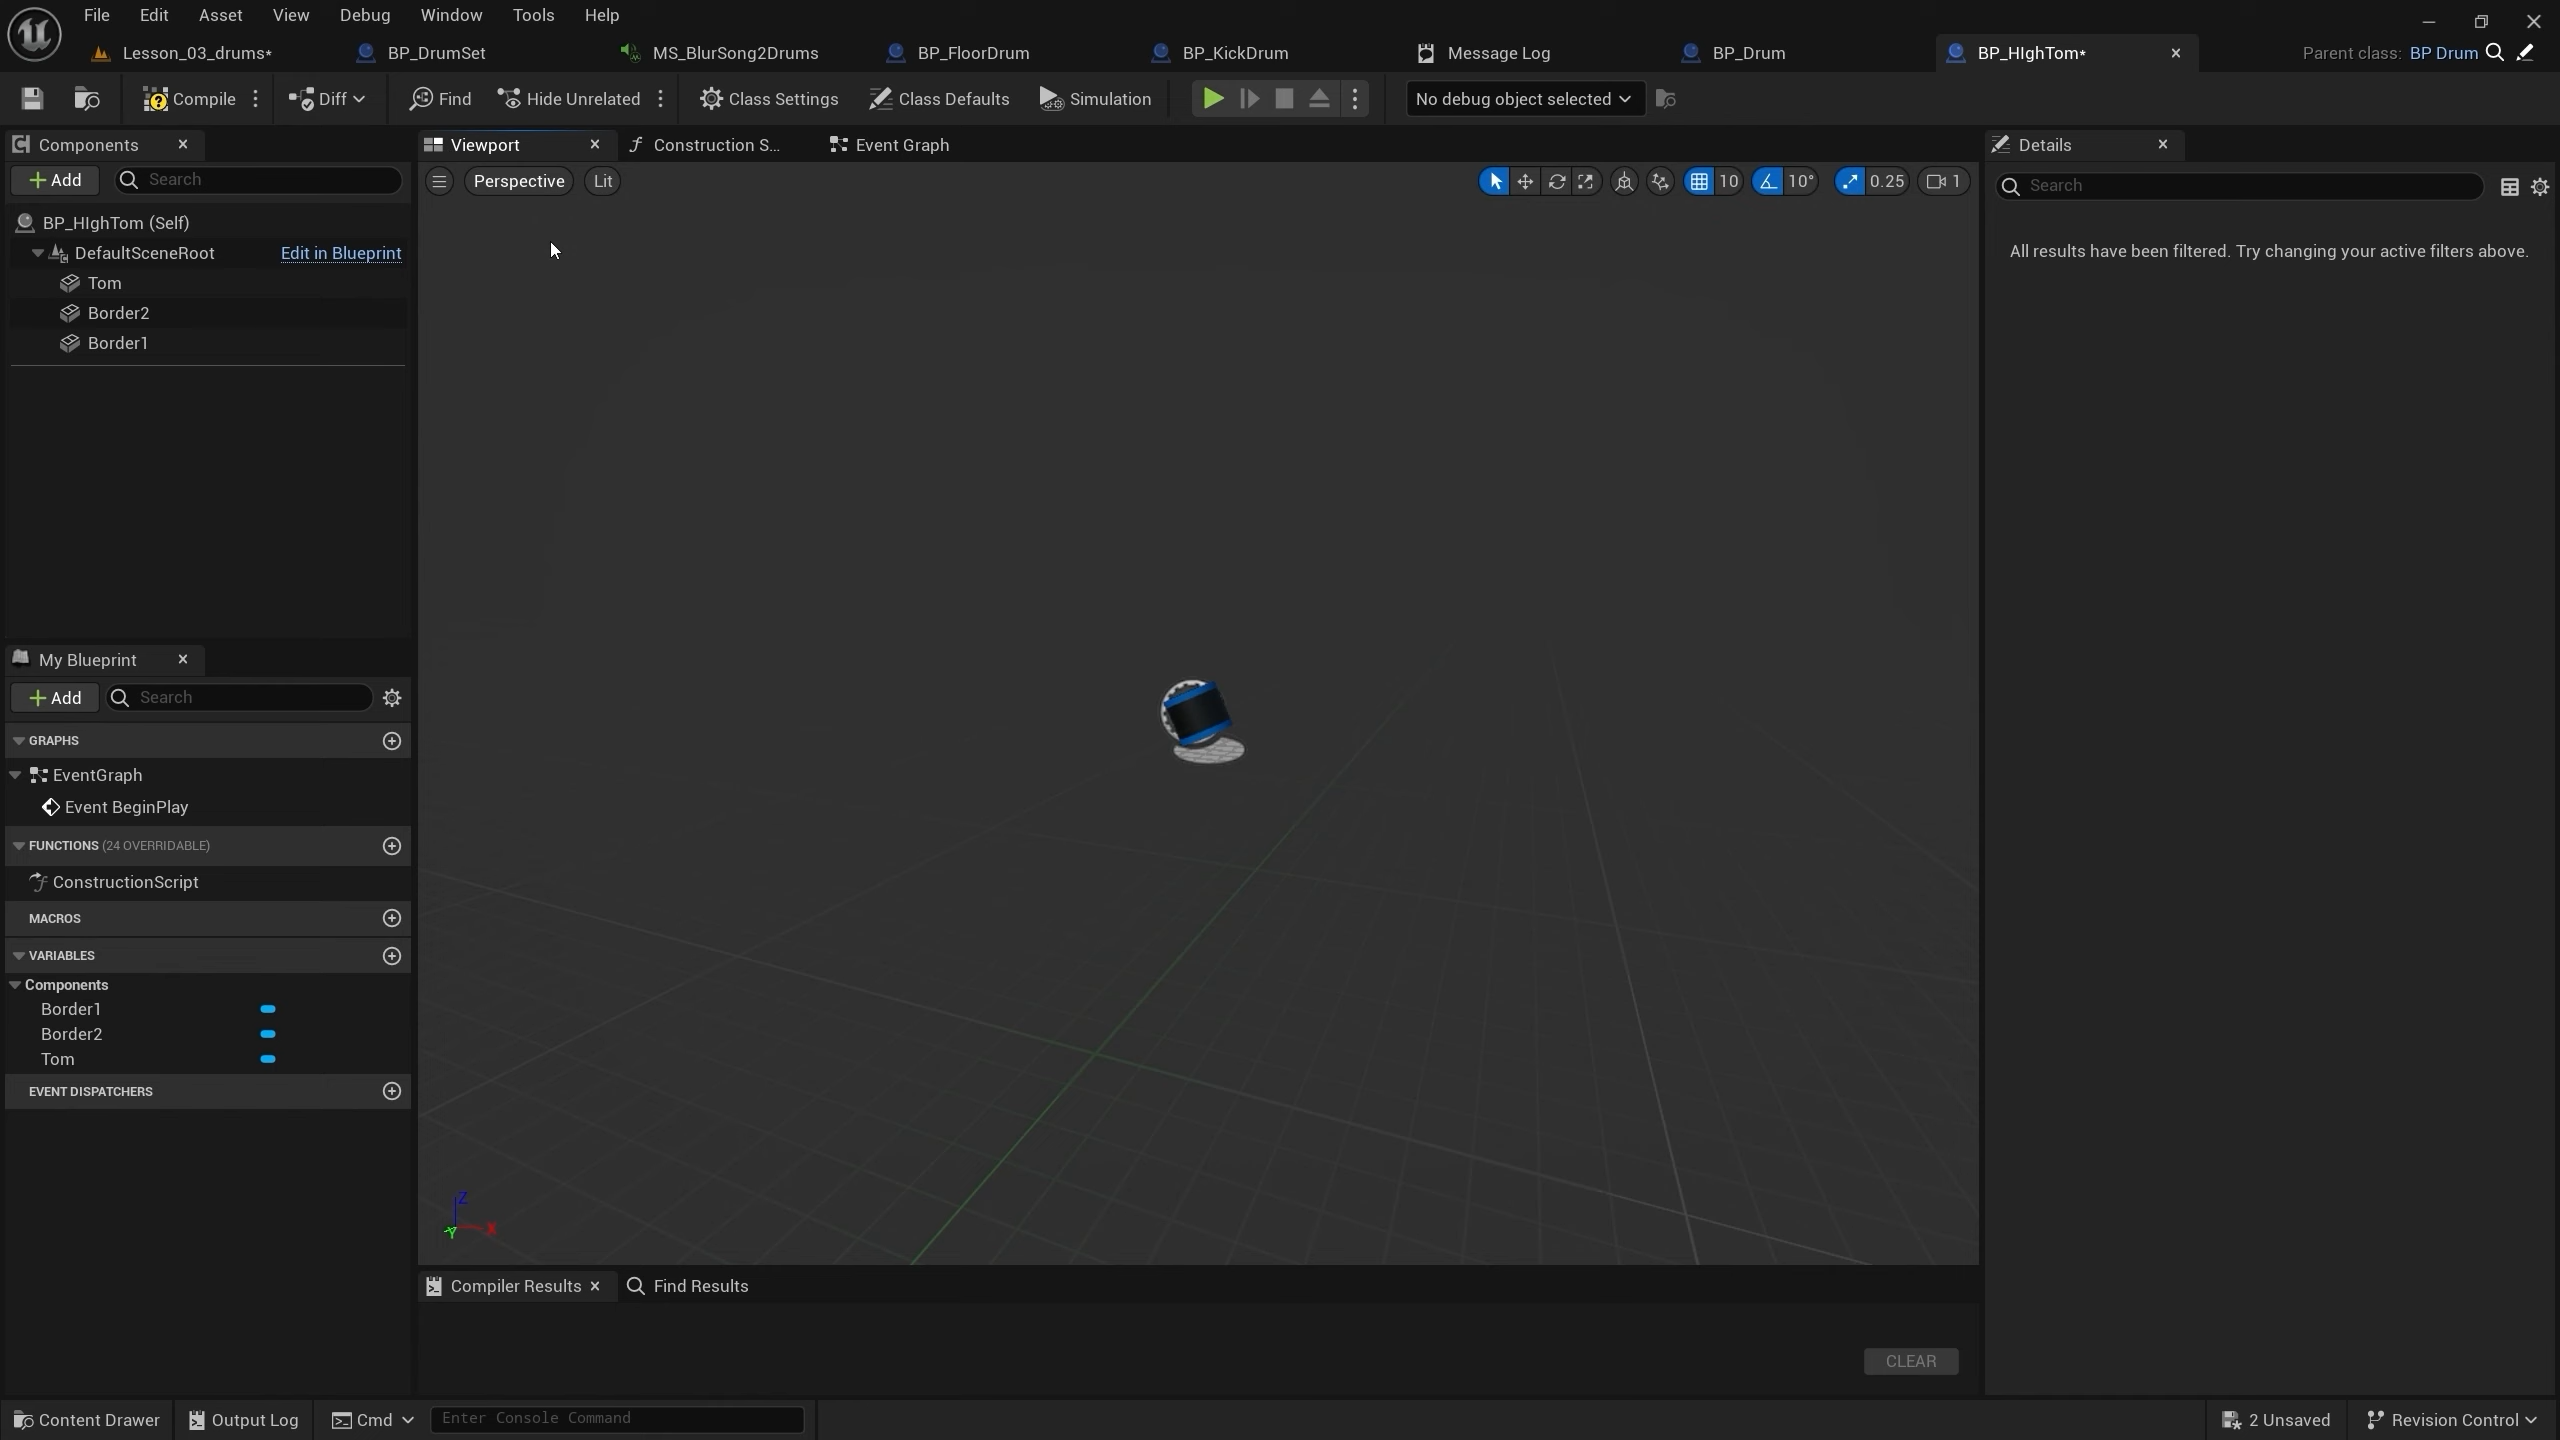 File Edit Asset View Debug Window Tools Help
Lesson_03_drums* BP_DrumSet MS_BlurSong2Drums BP_FloorDrum BP_KickDrum Message Log BP_Drum BP_HIghTom* Parent class: BP Drum
Compile Diff Find Hide Unrelated Class Settings Class Defaults Simulation No debug object selected
Components Viewport Construction S... Event Graph Details
Add Search Perspective Lit 10 10° 0.25 1 Search
BP_HIghTom (Self)
DefaultSceneRoot Edit in Blueprint
All results have been filtered. Try changing your active filters above.
Tom
Border2
Border1
My Blueprint
Add Search
GRAPHS
EventGraph
Event BeginPlay
FUNCTIONS (24 OVERRIDABLE)
ConstructionScript
MACROS
VARIABLES
Components
Border1
Border2
Tom
EVENT DISPATCHERS
Z
Y X
Compiler Results Find Results
CLEAR
Content Drawer Output Log Cmd Enter Console Command 2 Unsaved Revision Control